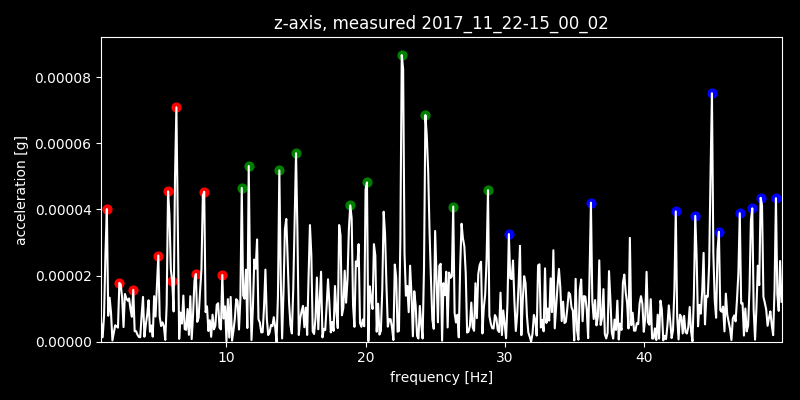 z-axis, measured 2017_11_22-15_00_02
0.00008
0.00006
0.00004
0.00002
0.00000
acceleration [g]
10 20 30 40
frequency [Hz]